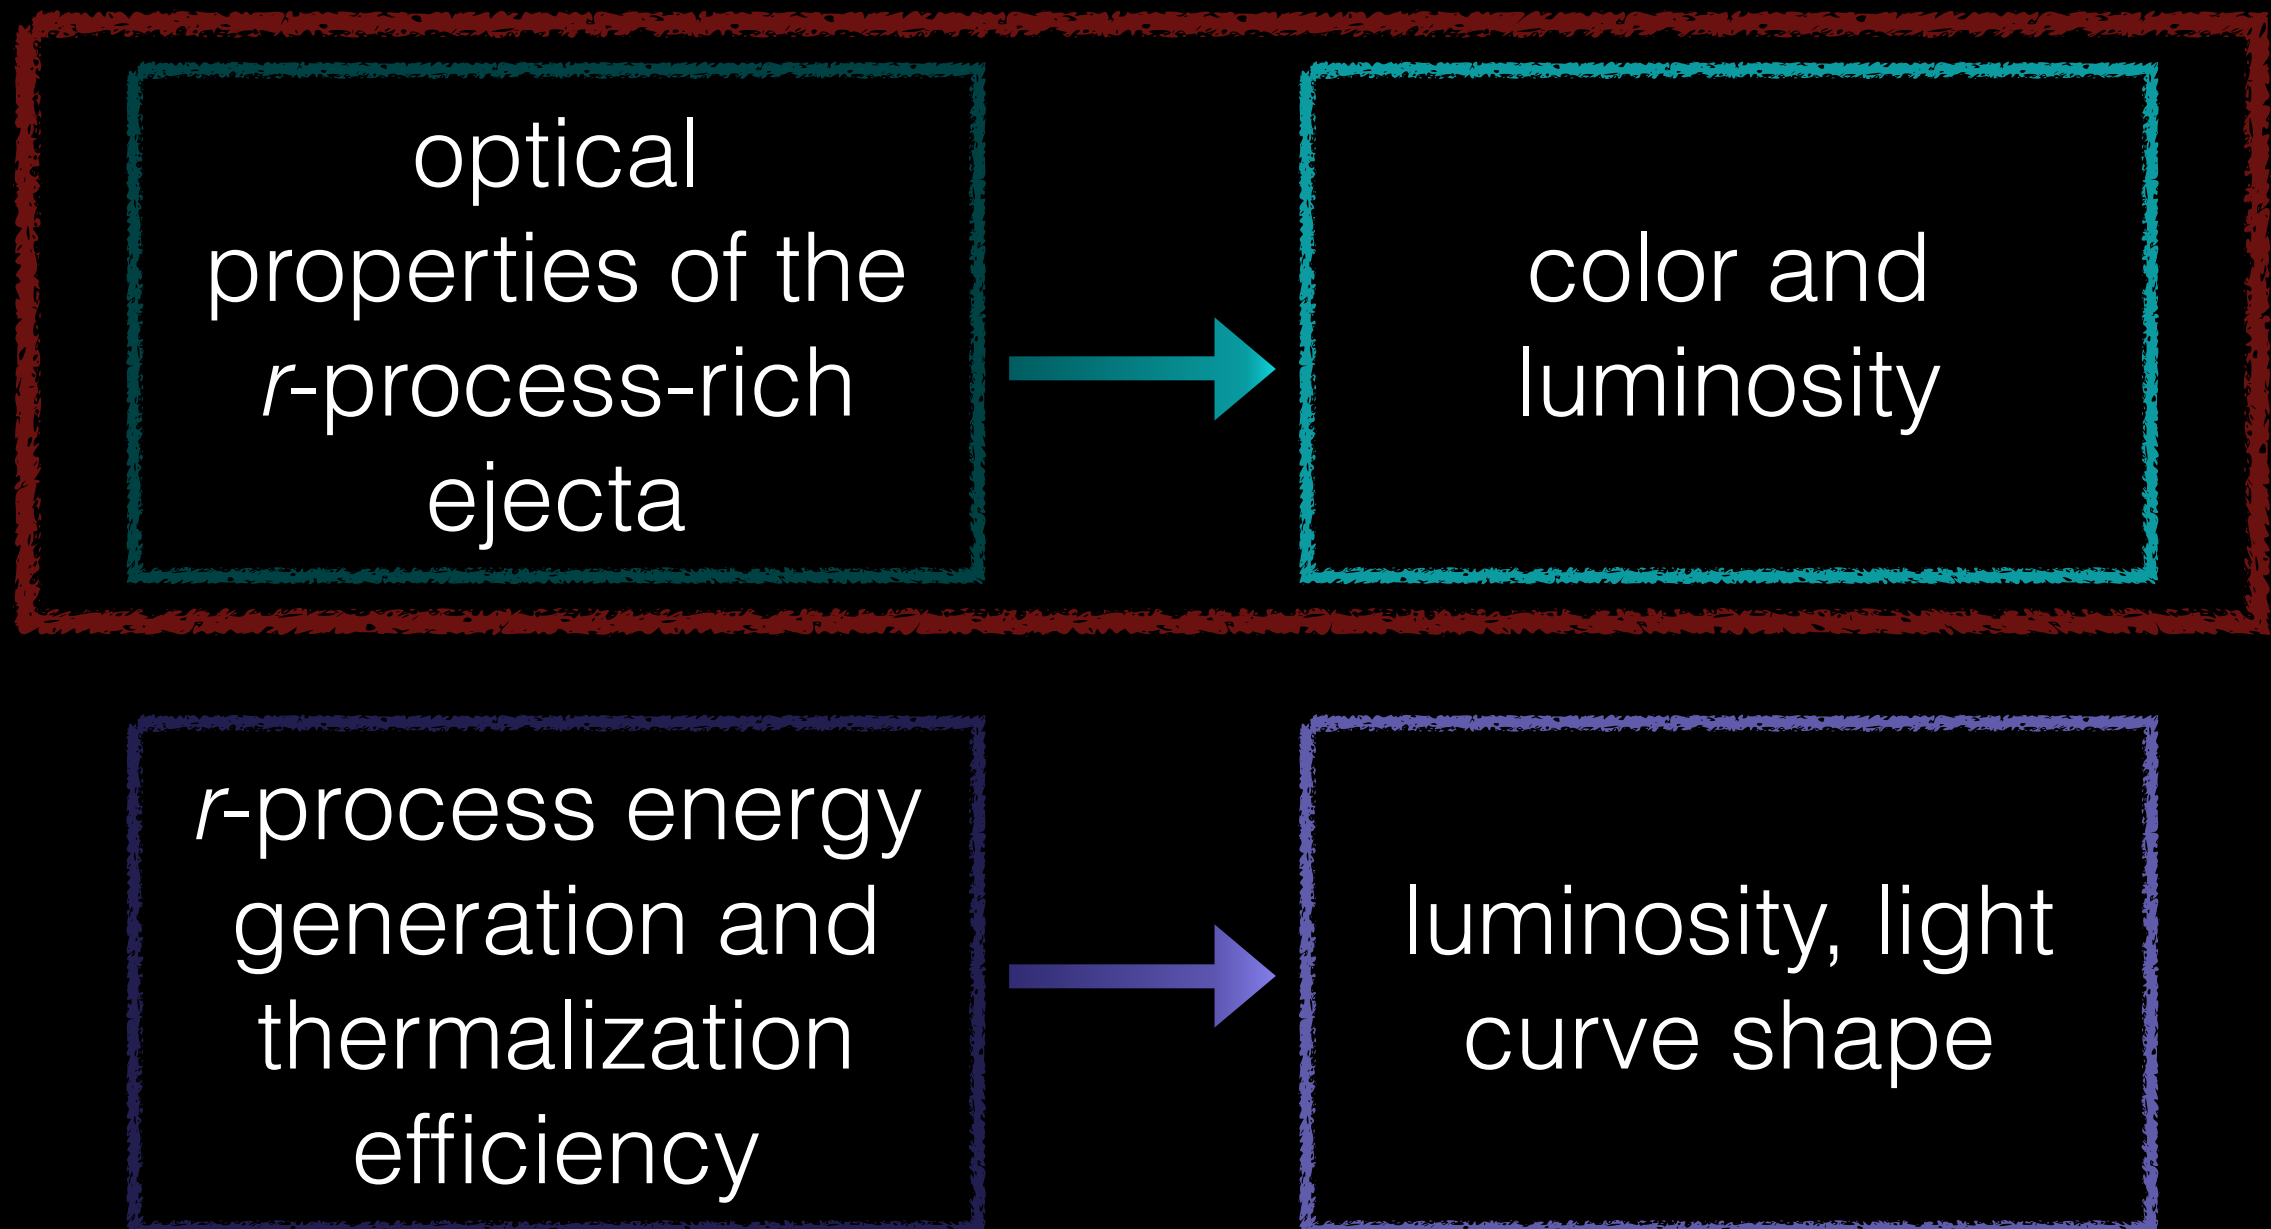 optical
properties of the
r-process-rich
ejecta
color and
luminosity
r-process energy
generation and
thermalization
efficiency
luminosity, light
curve shape